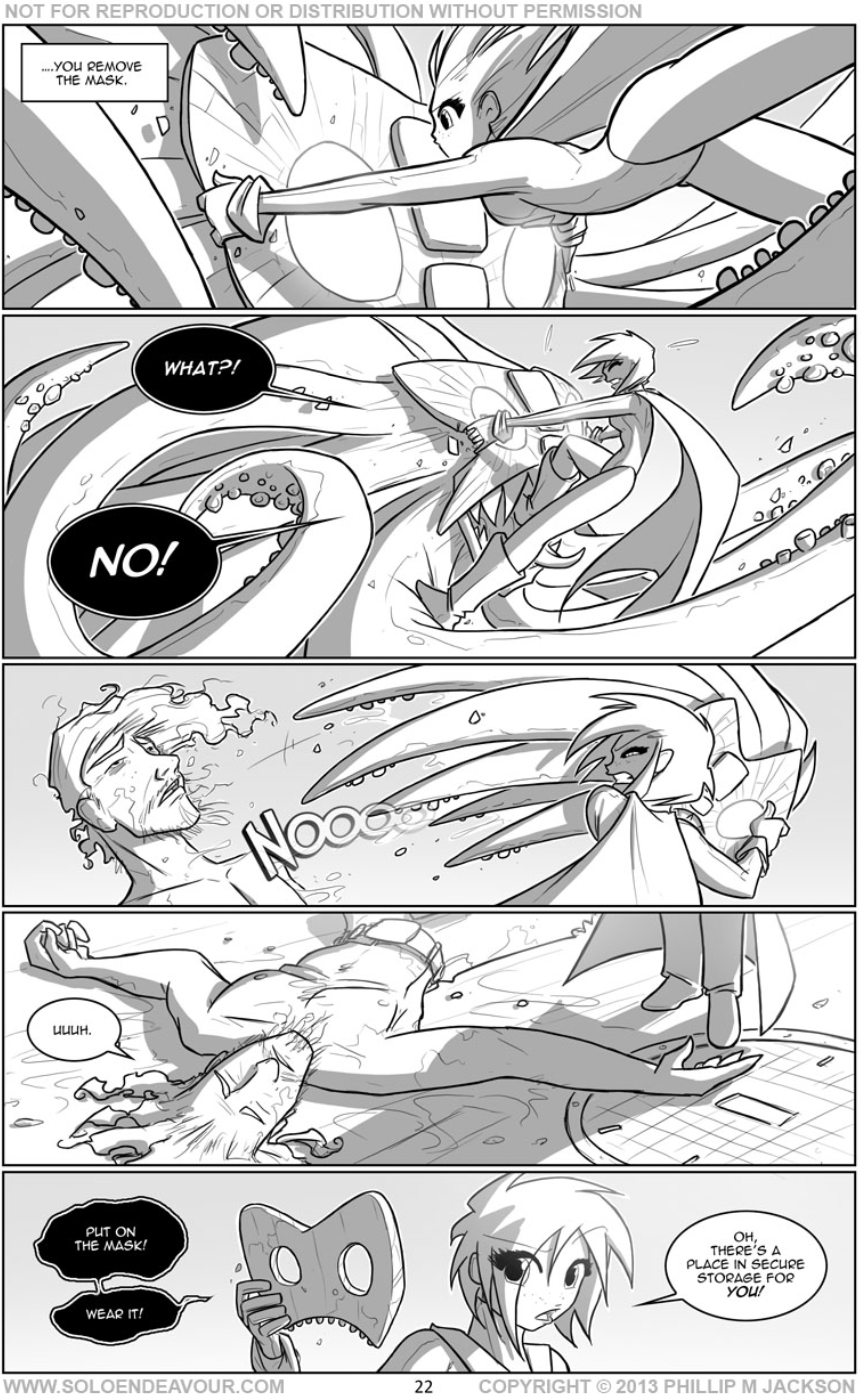 NOT FOR REPRODUCTION OR DISTRIBUTION WITHOUT PERMISSION
....YOU REMOVE
THE MASK.
WHAT?!
NO!
NOOOOO
UUUH.
PUT ON
THE MASK!
WEAR IT!
OH,
THERE'S A
PLACE IN SECURE
STORAGE FOR
YOU!
WWW.SOLOENDEAVOUR.COM
22
COPYRIGHT © 2013 PHILLIP M JACKSON